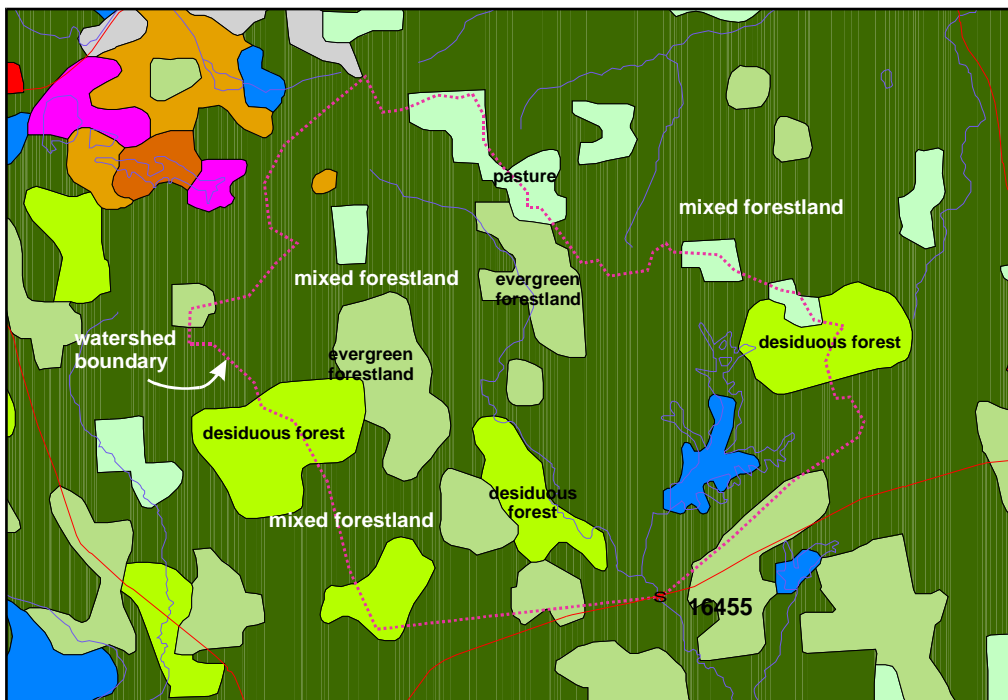 pasture
mixed forestland
mixed forestland
evergreen
forestland
watershed
boundary
desiduous forest
evergreen
forestland
desiduous forest
desiduous
forest
mixed forestland
S
16455